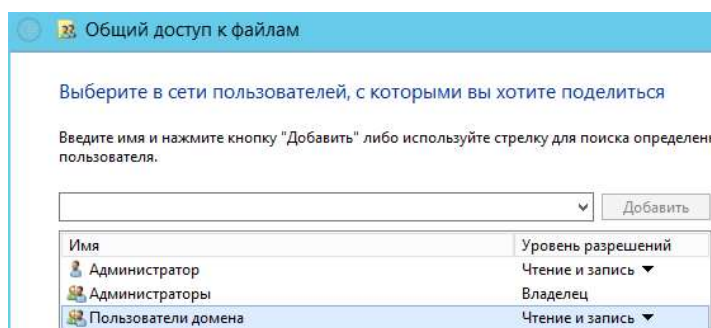 Общий доступ к файлам
Выберите в сети пользователей, с которыми вы хотите поделиться
Введите имя и нажмите кнопку "Добавить" либо используйте стрелку для поиска
пользователя.
Добавить
Имя Уровень разрешений
Администратор Чтение и запись
Администраторы Владелец
Пользователи домена Чтение и запись